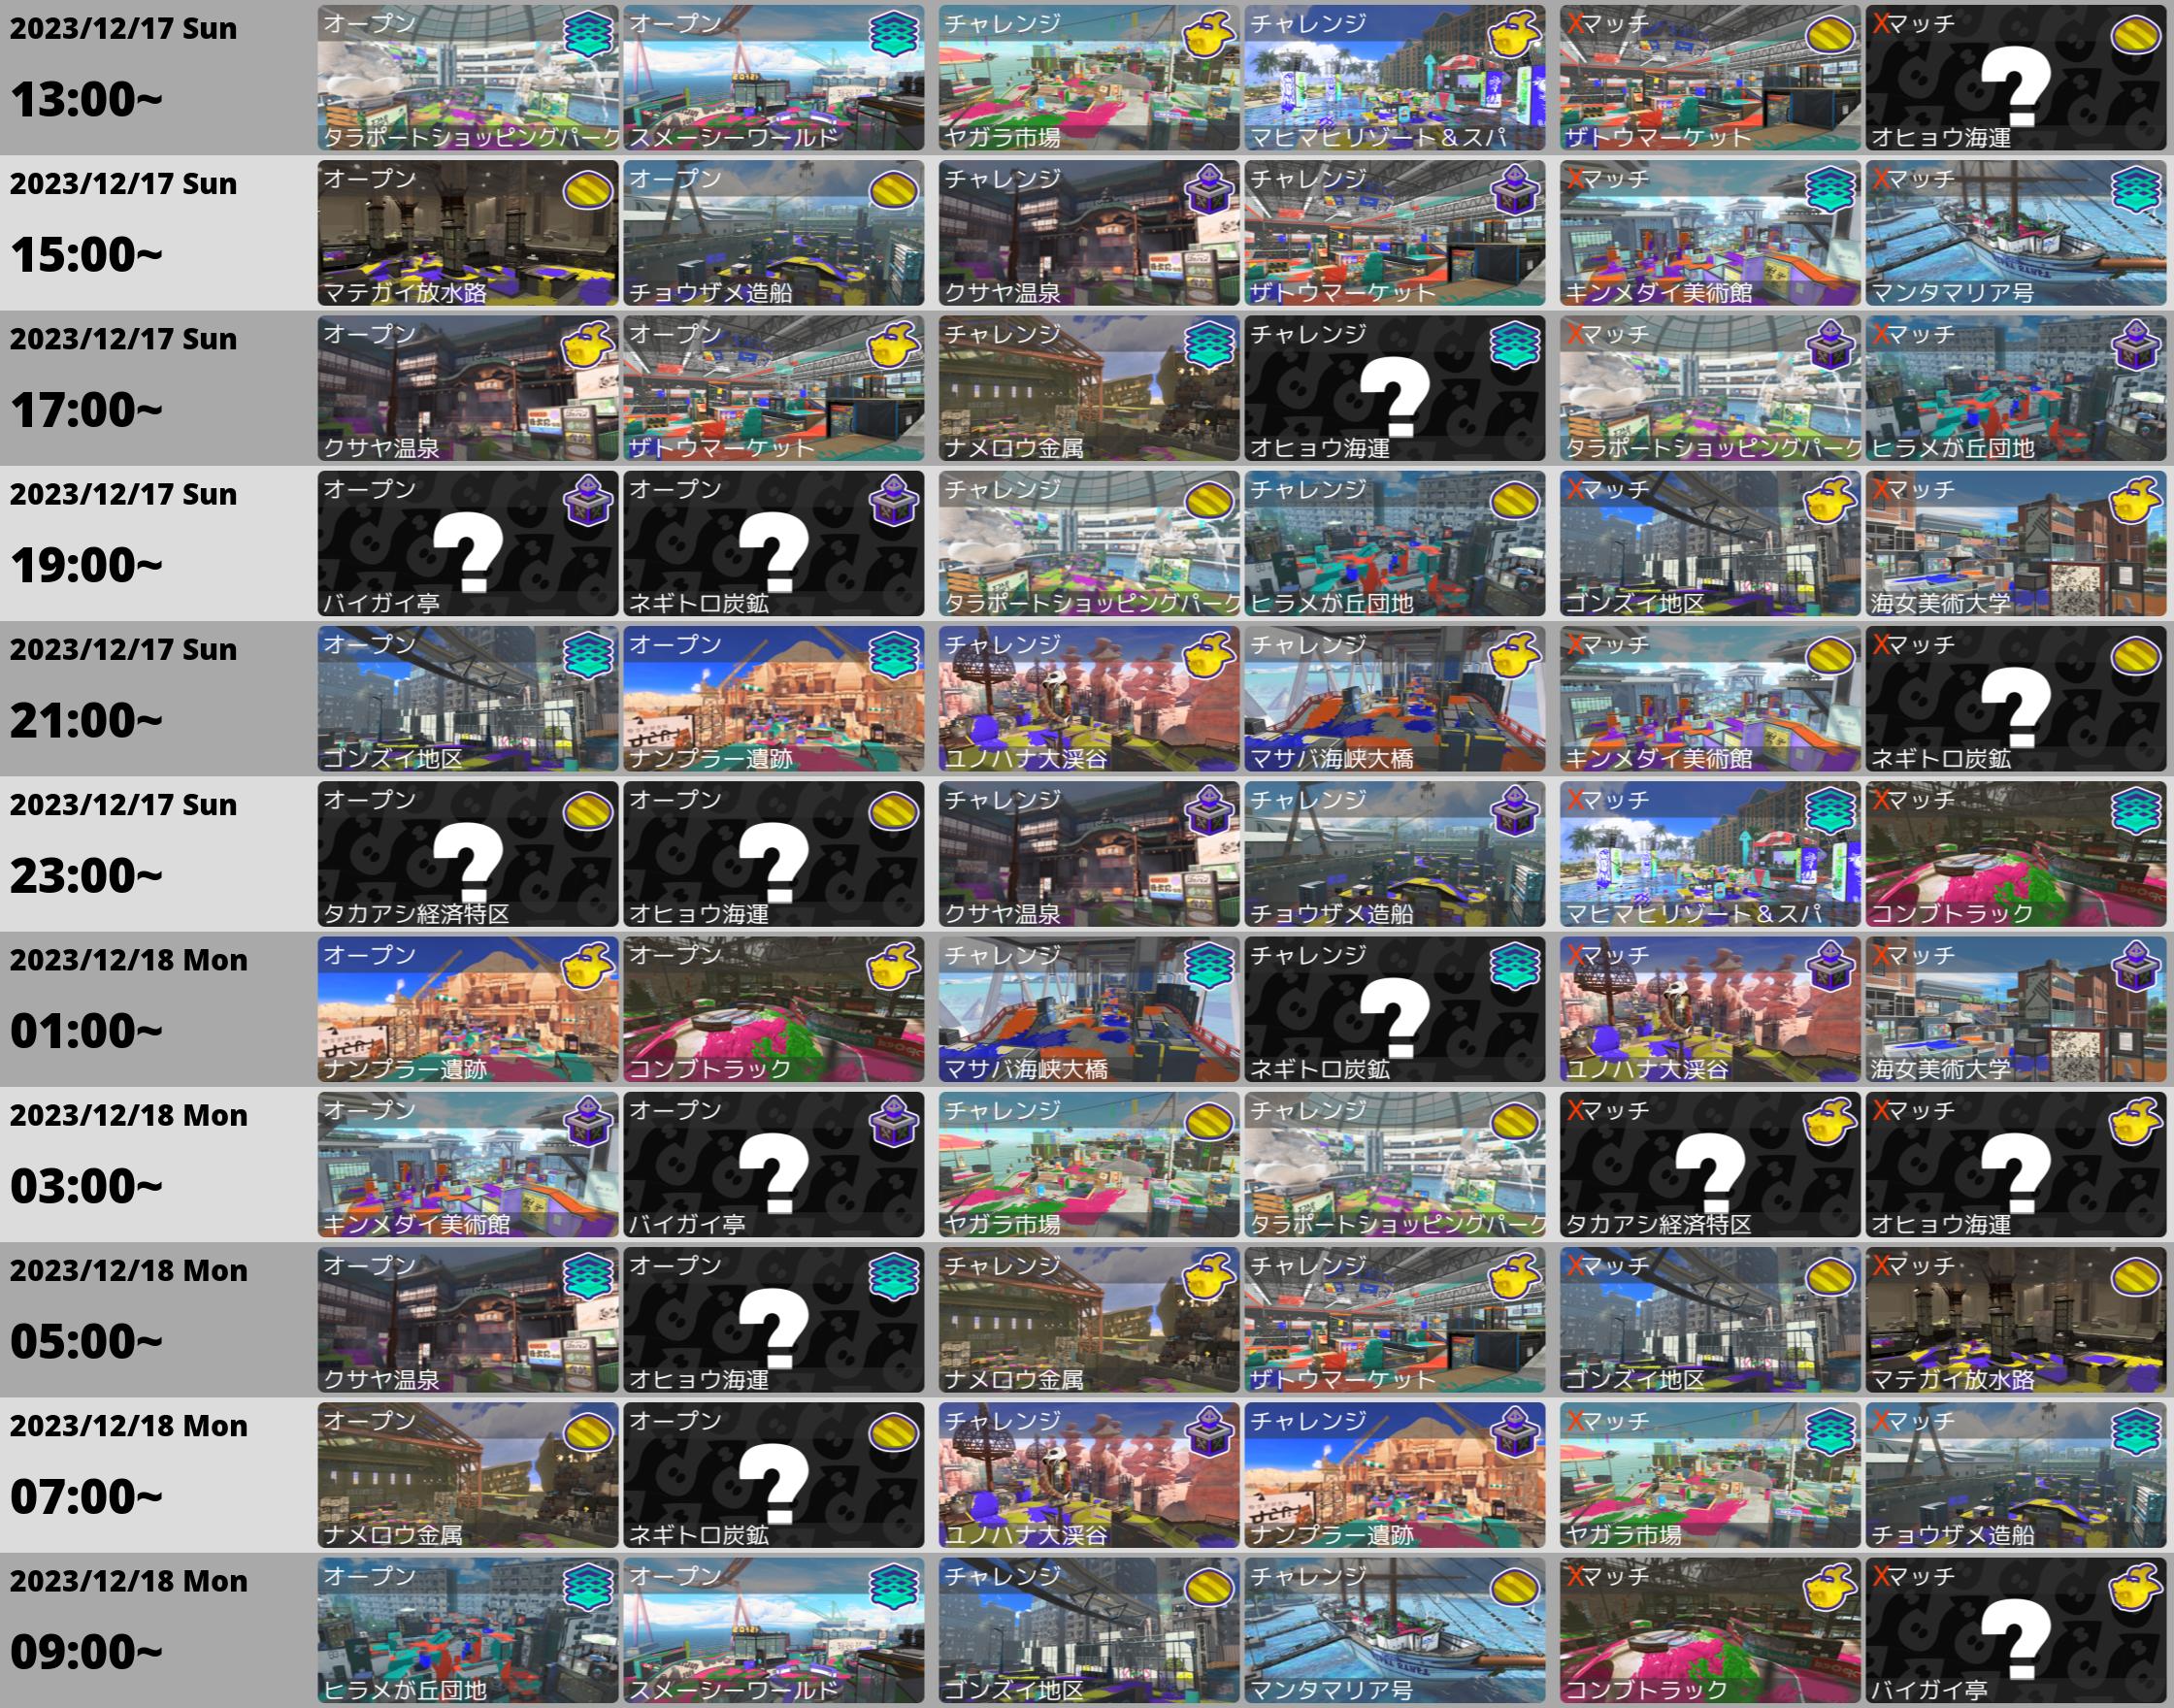 2023/12/17 Sun
13:00~
オープン オープン チャレンジ チャレンジ Xマッチ Xマッチ
タラポートショッピングパーク スメーシーワールド ヤガラ市場 マヒマヒリゾート＆スパ ザトウマーケット オヒョウ海運
2023/12/17 Sun
15:00~
オープン オープン チャレンジ チャレンジ Xマッチ Xマッチ
マテガイ放水路 チョウザメ造船 クサヤ温泉 ザトウマーケット キンメダイ美術館 マンタマリア号
2023/12/17 Sun
17:00~
オープン オープン チャレンジ チャレンジ Xマッチ Xマッチ
クサヤ温泉 ザトウマーケット ナメロウ金属 オヒョウ海運 タラポートショッピングパーク ヒラメが丘団地
2023/12/17 Sun
19:00~
オープン オープン チャレンジ チャレンジ Xマッチ Xマッチ
バイガイ亭 ネギトロ炭鉱 タラポートショッピングパーク ヒラメが丘団地 ゴンズイ地区 海女美術大学
2023/12/17 Sun
21:00~
オープン オープン チャレンジ チャレンジ Xマッチ Xマッチ
ゴンズイ地区 ナンプラー遺跡 ユノハナ大渓谷 マサバ海峡大橋 キンメダイ美術館 ネギトロ炭鉱
2023/12/17 Sun
23:00~
オープン オープン チャレンジ チャレンジ Xマッチ Xマッチ
タカアシ経済特区 オヒョウ海運 クサヤ温泉 チョウザメ造船 マヒマヒリゾート＆スパ コンブトラック
2023/12/18 Mon
01:00~
オープン オープン チャレンジ チャレンジ Xマッチ Xマッチ
ナンプラー遺跡 コンブトラック マサバ海峡大橋 ネギトロ炭鉱 ユノハナ大渓谷 海女美術大学
2023/12/18 Mon
03:00~
オープン オープン チャレンジ チャレンジ Xマッチ Xマッチ
キンメダイ美術館 バイガイ亭 ヤガラ市場 タラポートショッピングパーク タカアシ経済特区 オヒョウ海運
2023/12/18 Mon
05:00~
オープン オープン チャレンジ チャレンジ Xマッチ Xマッチ
クサヤ温泉 オヒョウ海運 ナメロウ金属 ザトウマーケット ゴンズイ地区 マテガイ放水路
2023/12/18 Mon
07:00~
オープン オープン チャレンジ チャレンジ Xマッチ Xマッチ
ナメロウ金属 ネギトロ炭鉱 ユノハナ大渓谷 ナンプラー遺跡 ヤガラ市場 チョウザメ造船
2023/12/18 Mon
09:00~
オープン オープン チャレンジ チャレンジ Xマッチ Xマッチ
ヒラメが丘団地 スメーシーワールド ゴンズイ地区 マンタマリア号 コンブトラック バイガイ亭